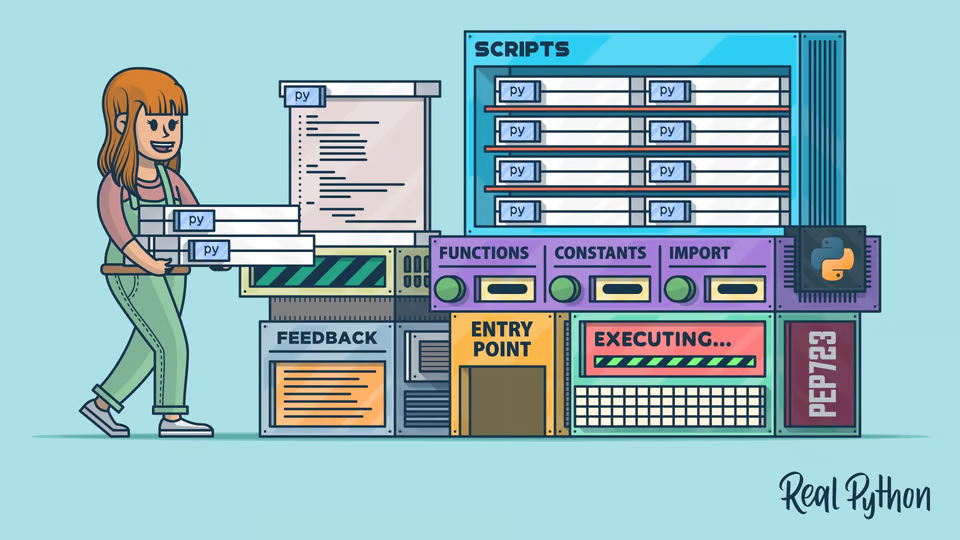 SCRIPTS
py
py py
py py
py py
py py
py
py
FUNCTIONS CONSTANTS IMPORT
FEEDBACK
ENTRY
POINT
EXECUTING...
PEP723
Real Python